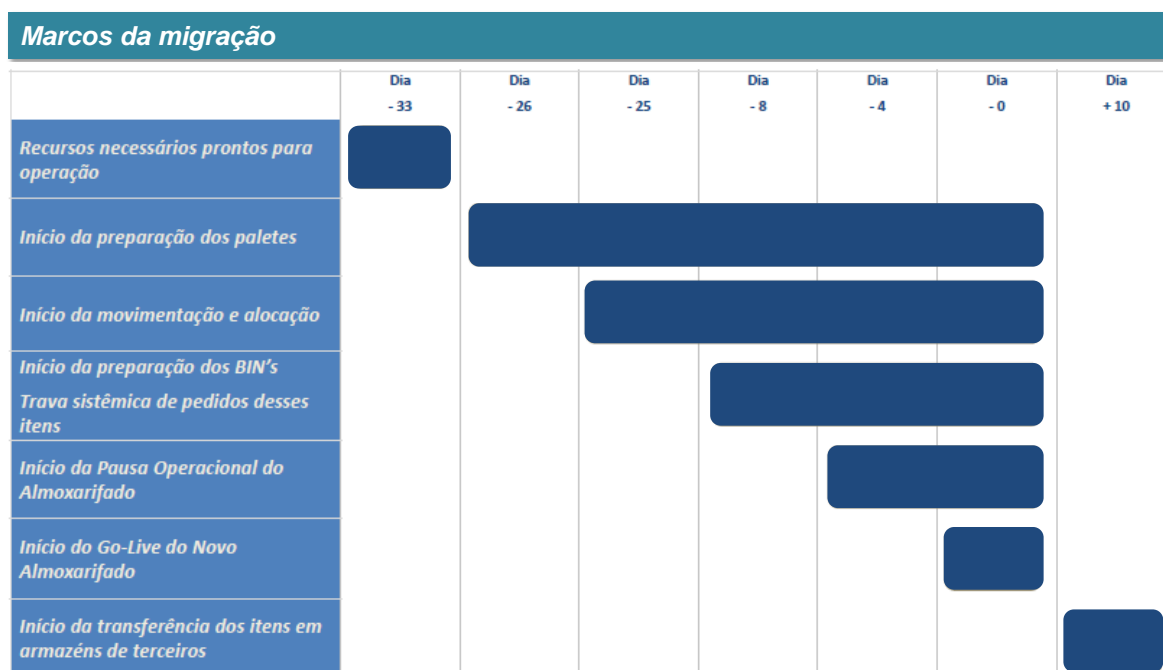 Marcos da migração
Dia Dia Dia Dia Dia Dia Dia
- 33 - 26 - 25 - 8 - 4 - 0 + 10
Recursos necessários prontos para
operação
Início da preparação dos paletes
Início da movimentação e alocação
Início da preparação dos BIN’s
Trava sistêmica de pedidos desses
itens
Início da Pausa Operacional do
Almoxarifado
Início do Go-Live do Novo
Almoxarifado
Início da transferência dos itens em
armazéns de terceiros